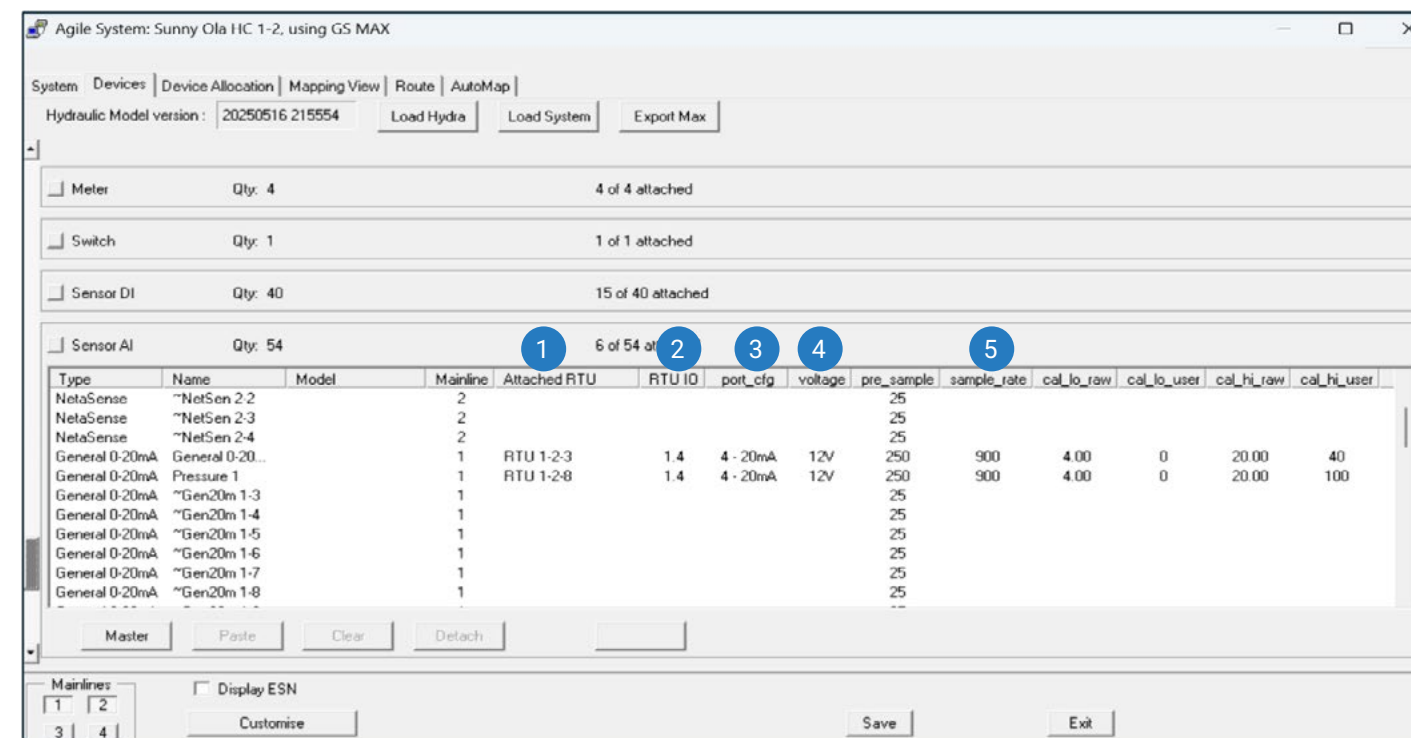 Agile System: Sunny Ola HC 1-2, using GS MAX
System Devices Device Allocation Mapping View Route AutoMap
Hydraulic Model version : 20250516 215554 Load Hydra Load System Export Max
Meter Qty: 4 4 of 4 attached
Switch Qty: 1 1 of 1 attached
Sensor DI Qty: 40 15 of 40 attached
Sensor AI Qty: 54 6 of 54
1 2 3 4 5
Type Name Model Mainline Attached RTU RTU IO port_cfg voltage pre_sample sample_rate cal_lo_raw cal_lo_user cal_hi_raw cal_hi_user
NetaSense ~NetSen 2-2 2 25
NetaSense ~NetSen 2-3 2 25
NetaSense ~NetSen 2-4 2 25
General 0-20mA General 0-20... 1 RTU 1-2-3 1.4 4 - 20mA 12V 250 900 4.00 0 20.00 40
General 0-20mA Pressure 1 1 RTU 1-2-8 1.4 4 - 20mA 12V 250 900 4.00 0 20.00 100
General 0-20mA ~Gen20m 1-3 1 25
General 0-20mA ~Gen20m 1-4 1 25
General 0-20mA ~Gen20m 1-5 1 25
General 0-20mA ~Gen20m 1-6 1 25
General 0-20mA ~Gen20m 1-7 1 25
General 0-20mA ~Gen20m 1-8 1 25
Master Paste Clear Detach
Mainlines Display ESN
1 2
Customise Save Exit
3 4